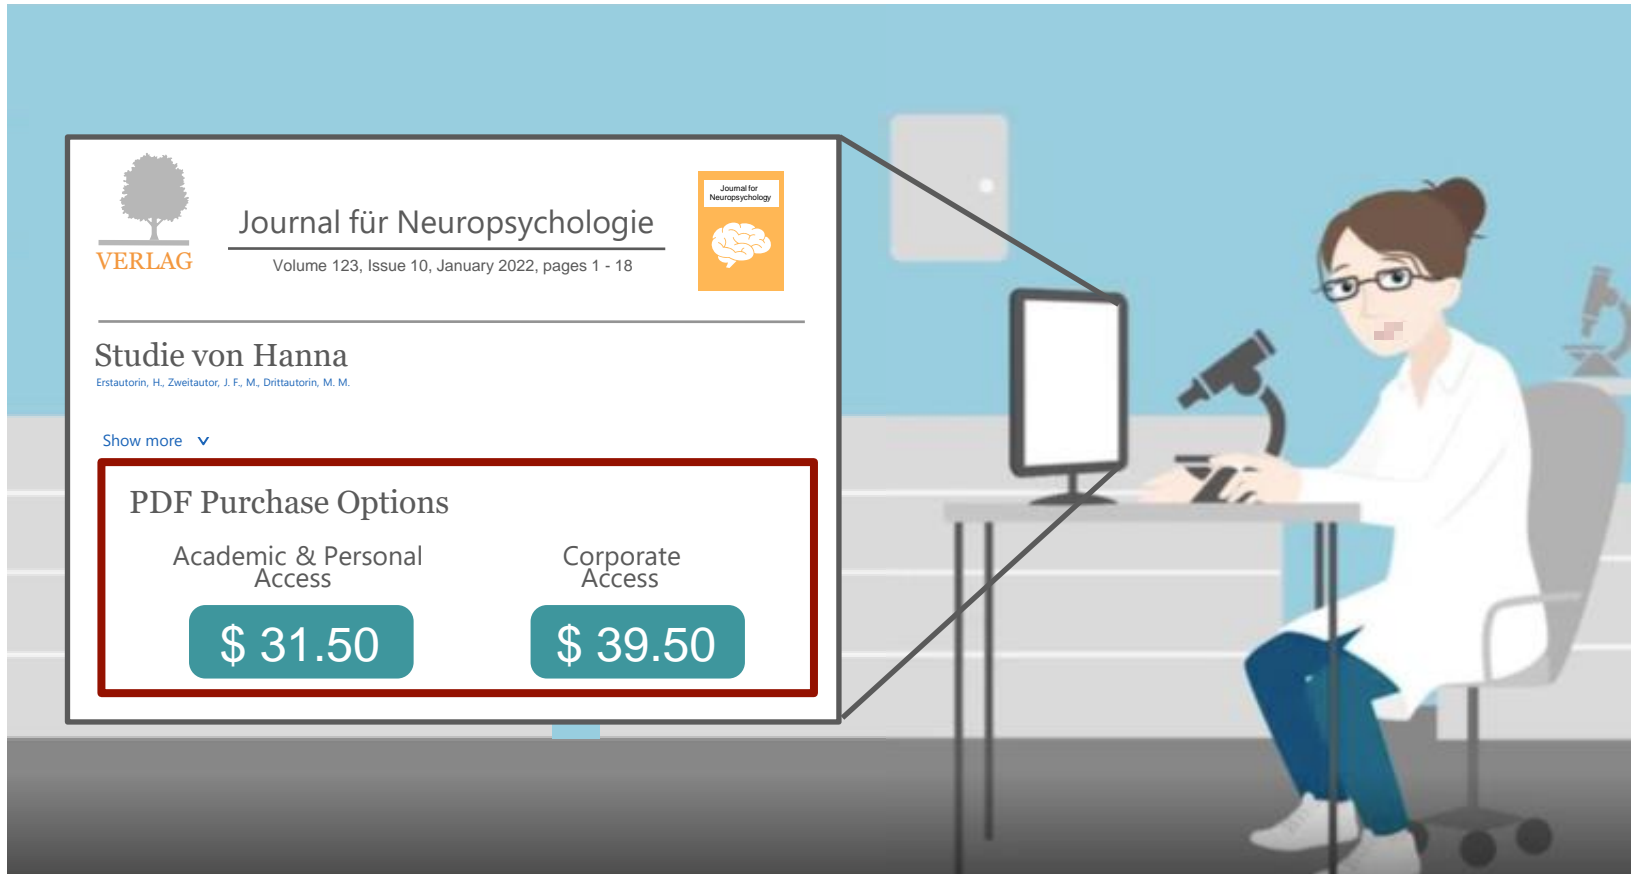 VERLAG
Journal für Neuropsychologie
Volume 123, Issue 10, January 2022, pages 1 - 18
Journal for
Neuropsychology
Studie von Hanna
Erstautorin, H., Zweitautor, J. F., M., Drittautorin, M. M.
Show more v
PDF Purchase Options
Academic & Personal
Access
$ 31.50
Corporate
Access
$ 39.50